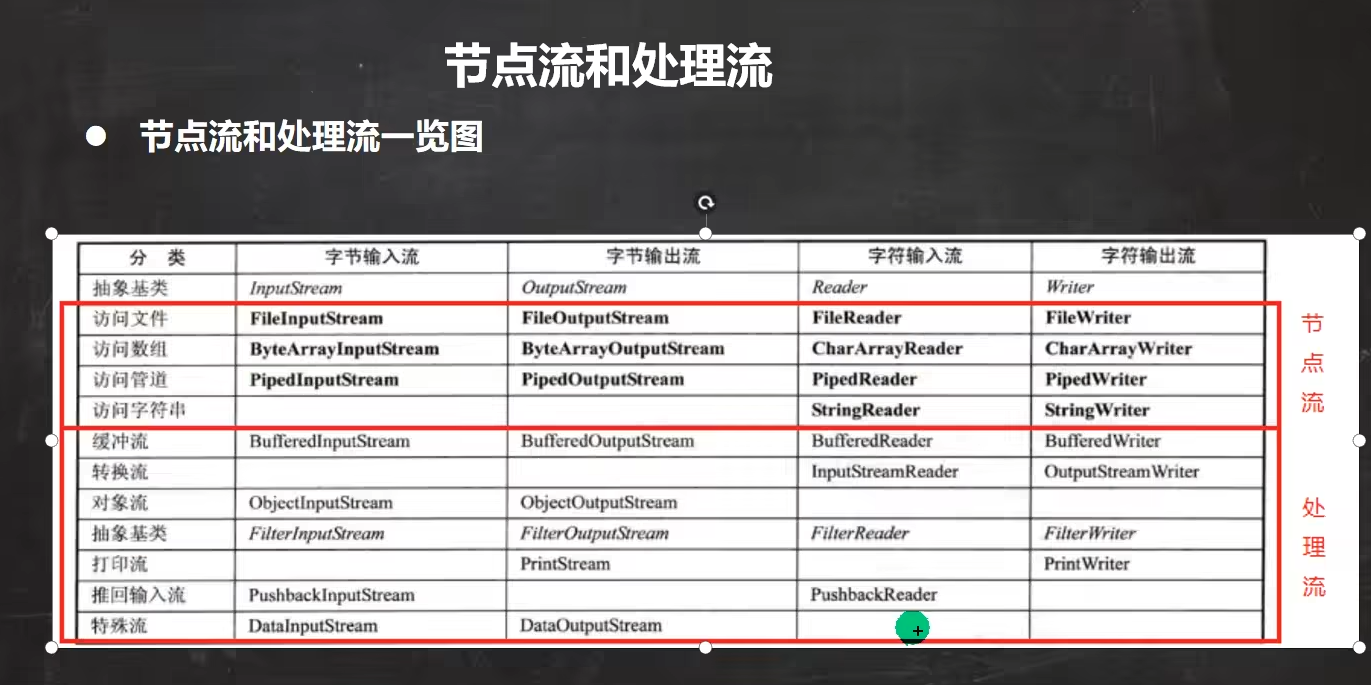 节点流和处理流
● 节点流和处理流一览图
分 类 字节输入流 字节输出流 字符输入流 字符输出流
抽象基类 InputStream OutputStream Reader Writer
访问文件 FileInputStream FileOutputStream FileReader FileWriter
访问数组 ByteArrayInputStream ByteArrayOutputStream CharArrayReader CharArrayWriter
访问管道 PipedInputStream PipedOutputStream PipedReader PipedWriter
访问字符串 StringReader StringWriter
节点流
缓冲流 BufferedInputStream BufferedOutputStream BufferedReader BufferedWriter
转换流 InputStreamReader OutputStreamWriter
对象流 ObjectInputStream ObjectOutputStream
抽象基类 FilterInputStream FilterOutputStream FilterReader FilterWriter
打印流 PrintStream PrintWriter
推回输入流 PushbackInputStream PushbackReader
特殊流 DataInputStream DataOutputStream
处理流